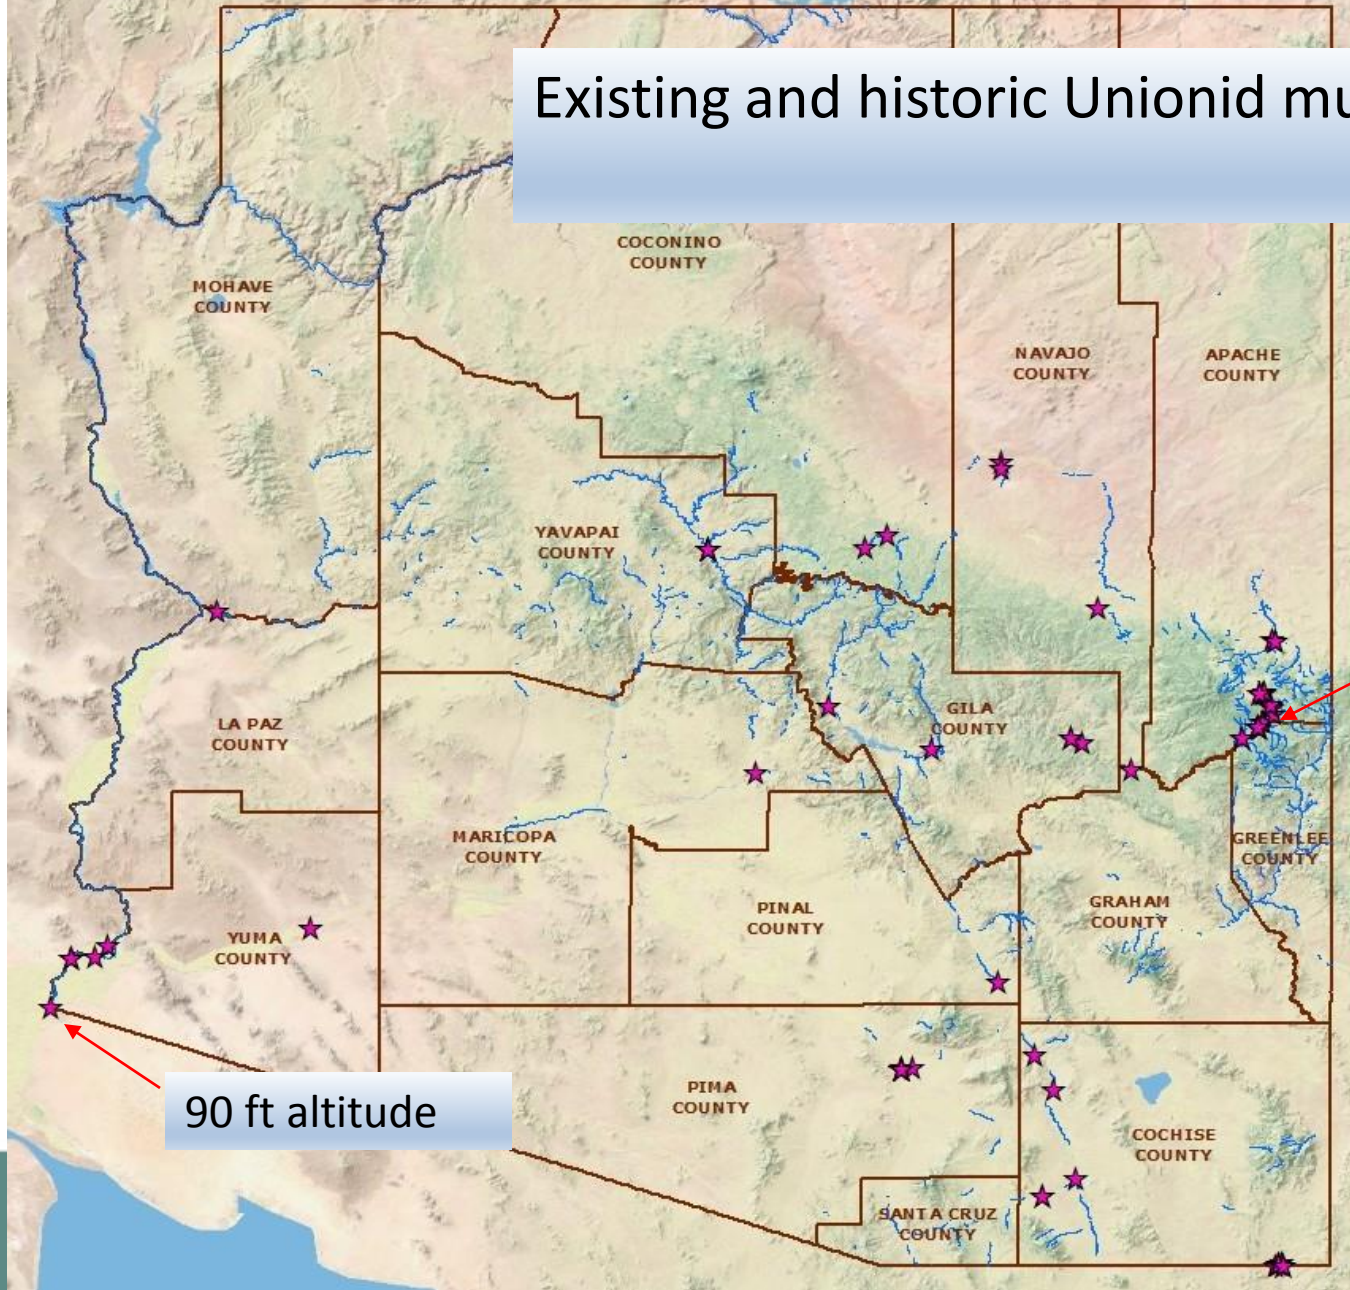 Existing and historic Unionid mu
COCONINO
COUNTY
MOHAVE
COUNTY
NAVAJO
COUNTY
APACHE
COUNTY
YAVAPAI
COUNTY
LA PAZ
COUNTY
GILA
COUNTY
MARICOPA
COUNTY
GREENLEE
COUNTY
PINAL
COUNTY
GRAHAM
COUNTY
YUMA
COUNTY
90 ft altitude
PIMA
COUNTY
COCHISE
COUNTY
SANTA CRUZ
COUNTY